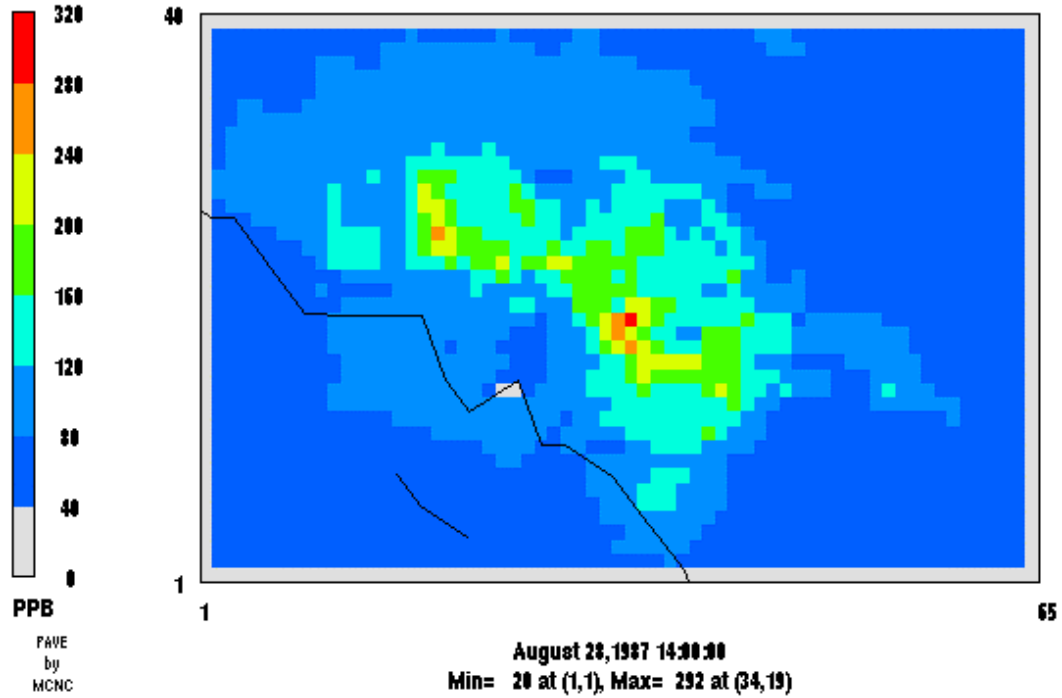 320
280
240
200
160
120
80
40
0
PPB
PAVE
by
MCNC
40
1
1
65
August 28,1987 14:00:00
Min= 20 at (1,1), Max= 292 at (34,19)